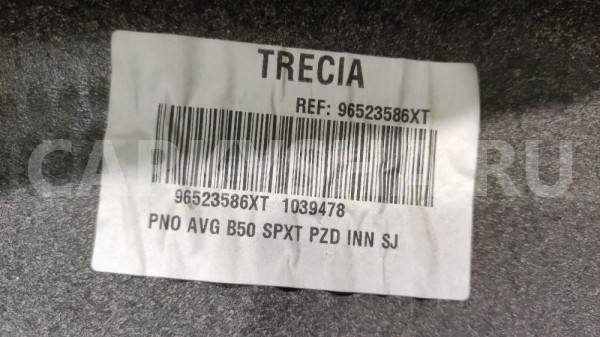 TRECIA
REF: 96523586XT
96523586XT 1039478
PNO AVG B50 SPXT PZD INN SJ